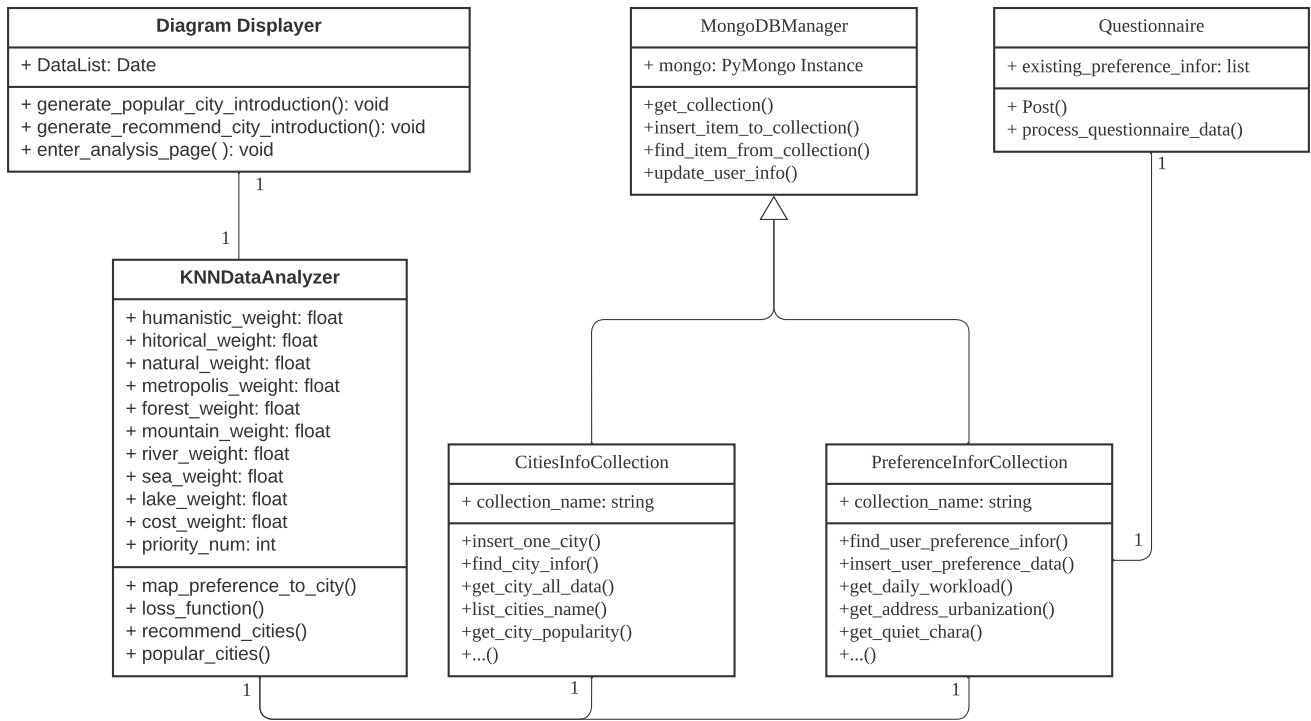 Diagram Displayer
+ DataList: Date
+ generate_popular_city_introduction(): void
+ generate_recommend_city_introduction(): void
+ enter_analysis_page( ): void
1
1
KNNDataAnalyzer
+ humanistic_weight: float
+ hitorical_weight: float
+ natural_weight: float
+ metropolis_weight: float
+ forest_weight: float
+ mountain_weight: float
+ river_weight: float
+ sea_weight: float
+ lake_weight: float
+ cost_weight: float
+ priority_num: int
+ map_preference_to_city()
+ loss_function()
+ recommend_cities()
+ popular_cities()
1
MongoDBManager
+ mongo: PyMongo Instance
+get_collection()
+insert_item_to_collection()
+find_item_from_collection()
+update_user_info()
CitiesInfoCollection
+ collection_name: string
+insert_one_city()
+find_city_infor()
+get_city_all_data()
+list_cities_name()
+get_city_popularity()
+...()
1
Questionnaire
+ existing_preference_infor: list
+ Post()
+ process_questionnaire_data()
1
1
PreferenceInforCollection
+ collection_name: string
+find_user_preference_infor()
+insert_user_preference_data()
+get_daily_workload()
+get_address_urbanization()
+get_quiet_chara()
+...()
1